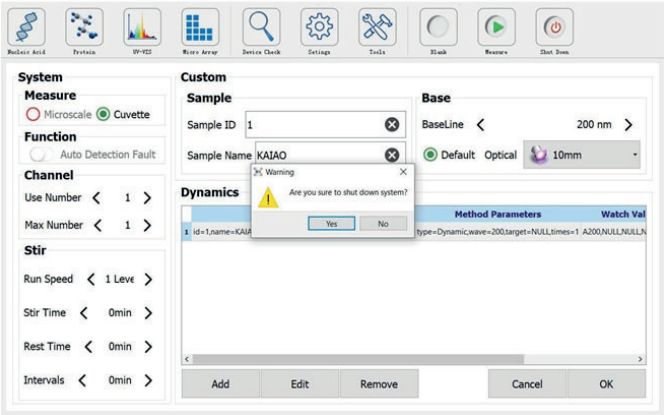 Nucleic Acid Protein UV-VIS Micro Array Device Check Setings Tools Blank Measure Shut Down
System
Measure
Microscale Cuvette
Function
Auto Detection Fault
Channel
Use Number < 1 >
Max Number < 1 >
Stir
Run Speed < 1 Leve >
Stir Time < 0min >
Rest Time < 0min >
Intervals < 0min >
Custom
Sample
Sample ID 1
Sample Name KAIAO
Base
BaseLine < 200 nm >
Default Optical 10mm
Warning
Are you sure to shut down system?
Yes No
Dynamics
Method Parameters Watch Val
1 id=1,name=KAIA type=Dynamic,wave=200,target=NULL,times=1 A200,NULL,NULL,N
Add Edit Remove Cancel OK